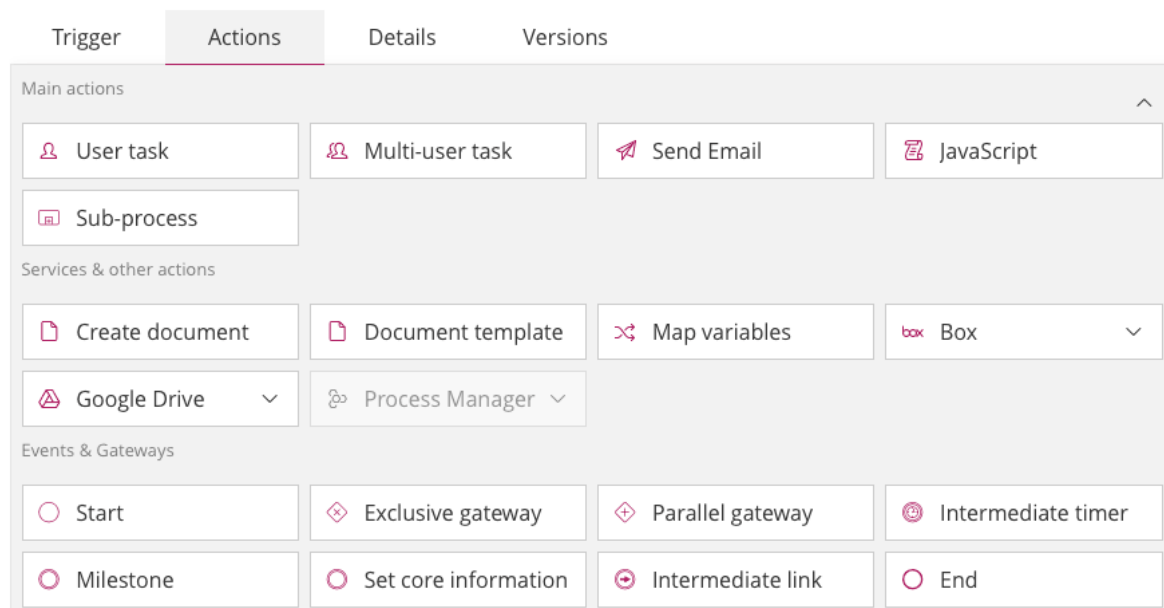 Trigger Actions Details Versions
Main actions
User task Multi-user task Send Email JavaScript
Sub-process
Services & other actions
Create document Document template Map variables box Box
Google Drive Process Manager
Events & Gateways
Start Exclusive gateway Parallel gateway Intermediate timer
Milestone Set core information Intermediate link End